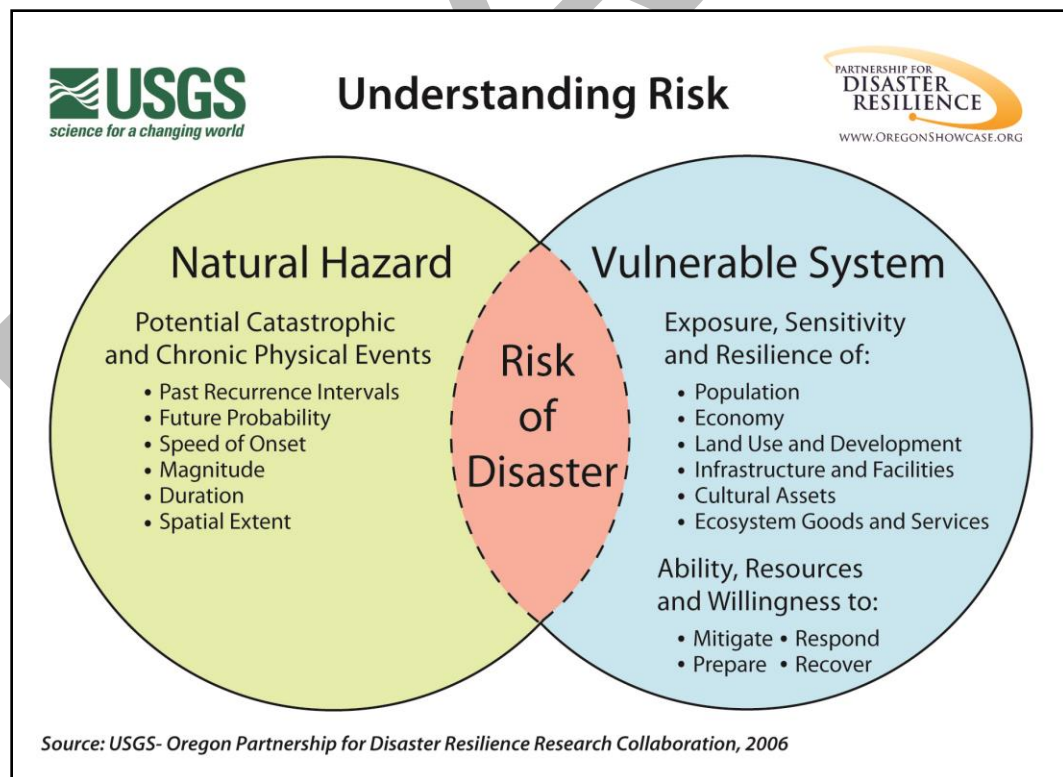 USGS
science for a changing world
Understanding Risk
PARTNERSHIP FOR
DISASTER
RESILIENCE
WWW.OREGONSHOWCASE.ORG
Natural Hazard
Potential Catastrophic
and Chronic Physical Events
• Past Recurrence Intervals
• Future Probability
• Speed of Onset
• Magnitude
• Duration
• Spatial Extent
Risk
of
Disaster
Vulnerable System
Exposure, Sensitivity
and Resilience of:
• Population
• Economy
• Land Use and Development
• Infrastructure and Facilities
• Cultural Assets
• Ecosystem Goods and Services
Ability, Resources
and Willingness to:
• Mitigate • Respond
• Prepare • Recover
Source: USGS- Oregon Partnership for Disaster Resilience Research Collaboration, 2006